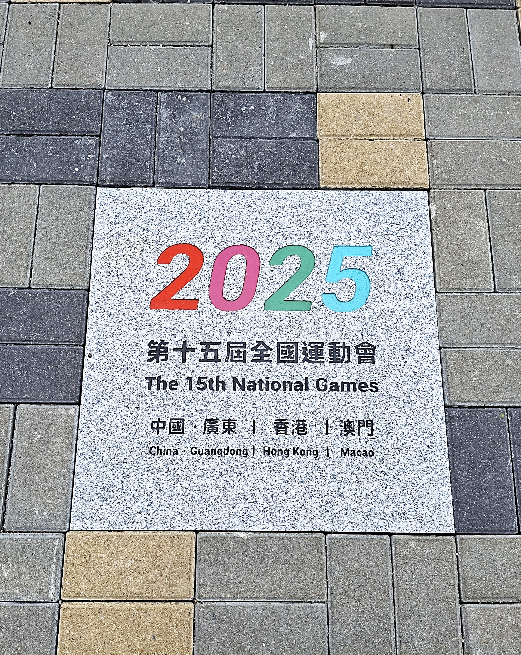 2025
第十五屆全國運動會
The 15th National Games
中國·廣東 | 香港 | 澳門
China · Guangdong | Hong Kong | Macao